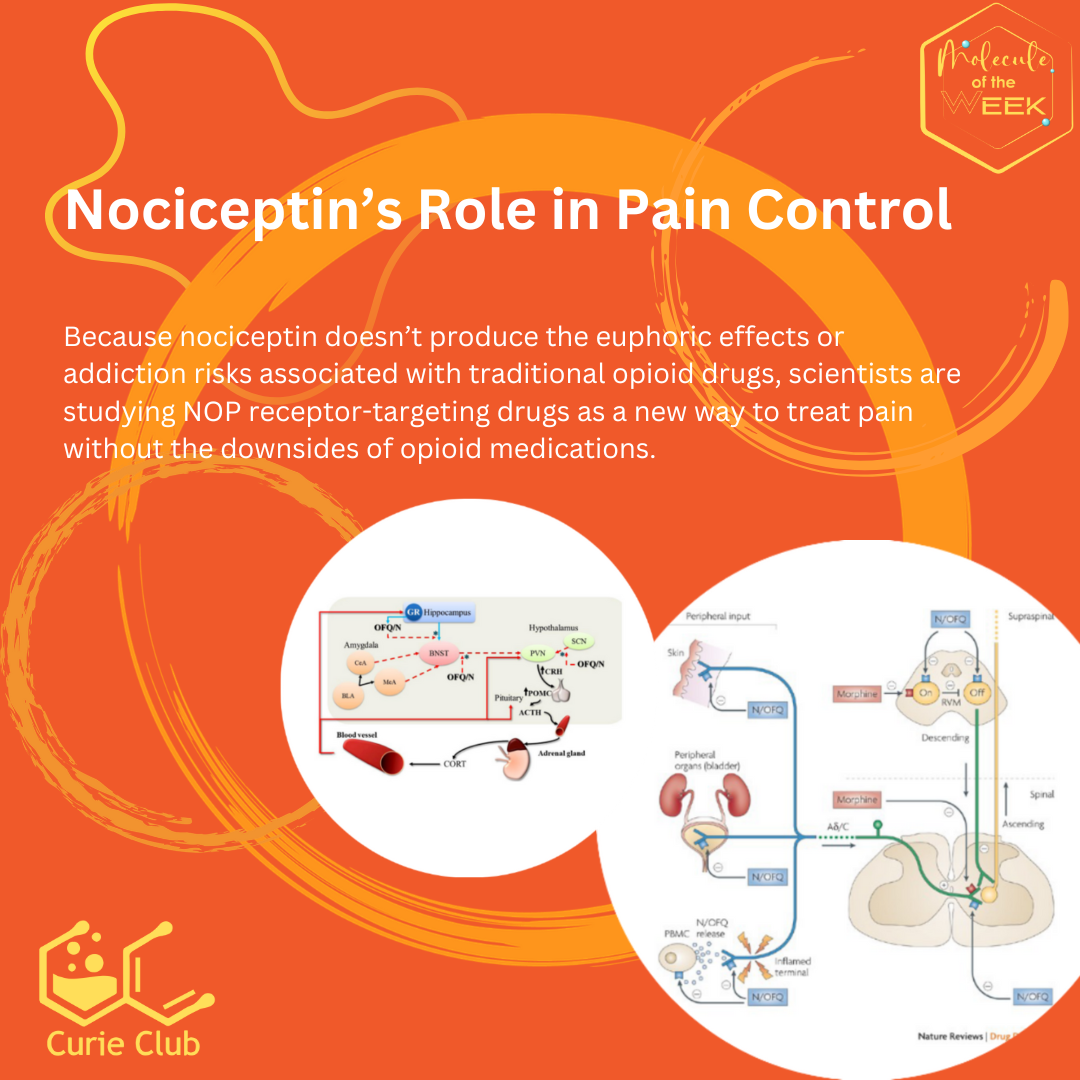 Molecule
of the
WEEK
Nociceptin’s Role in Pain Control
Because nociceptin doesn’t produce the euphoric effects or
addiction risks associated with traditional opioid drugs, scientists are
studying NOP receptor-targeting drugs as a new way to treat pain
without the downsides of opioid medications.
GR Hippocampus
OFQ/N
Amygdala
CeA
BLA
MeA
BNST
OFQ/N
Hypothalamus
SCN
PVN
OFQ/N
CRH
Pituitary
POMC
ACTH
Blood vessel
CORT
Adrenal gland
Peripheral input
Skin
N/OFQ
Peripheral
organs (bladder)
N/OFQ
PBMC
N/OFQ
release
Inflamed
terminal
N/OFQ
N/OFQ
Supraspinal
Morphine
On
Off
RVM
Descending
Morphine
Spinal
Ascending
Aδ/C
N/OFQ
Nature Reviews | Drug
Curie Club